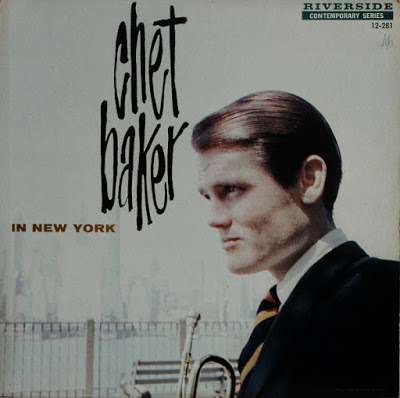 RIVERSIDE
CONTEMPORARY SERIES
12-281
chet
baker
IN NEW YORK